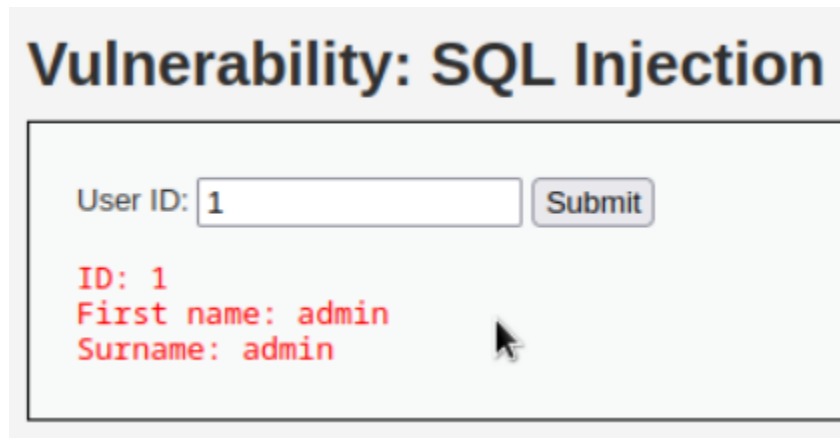 Vulnerability: SQL Injection
User ID: 1 Submit
ID: 1
First name: admin
Surname: admin